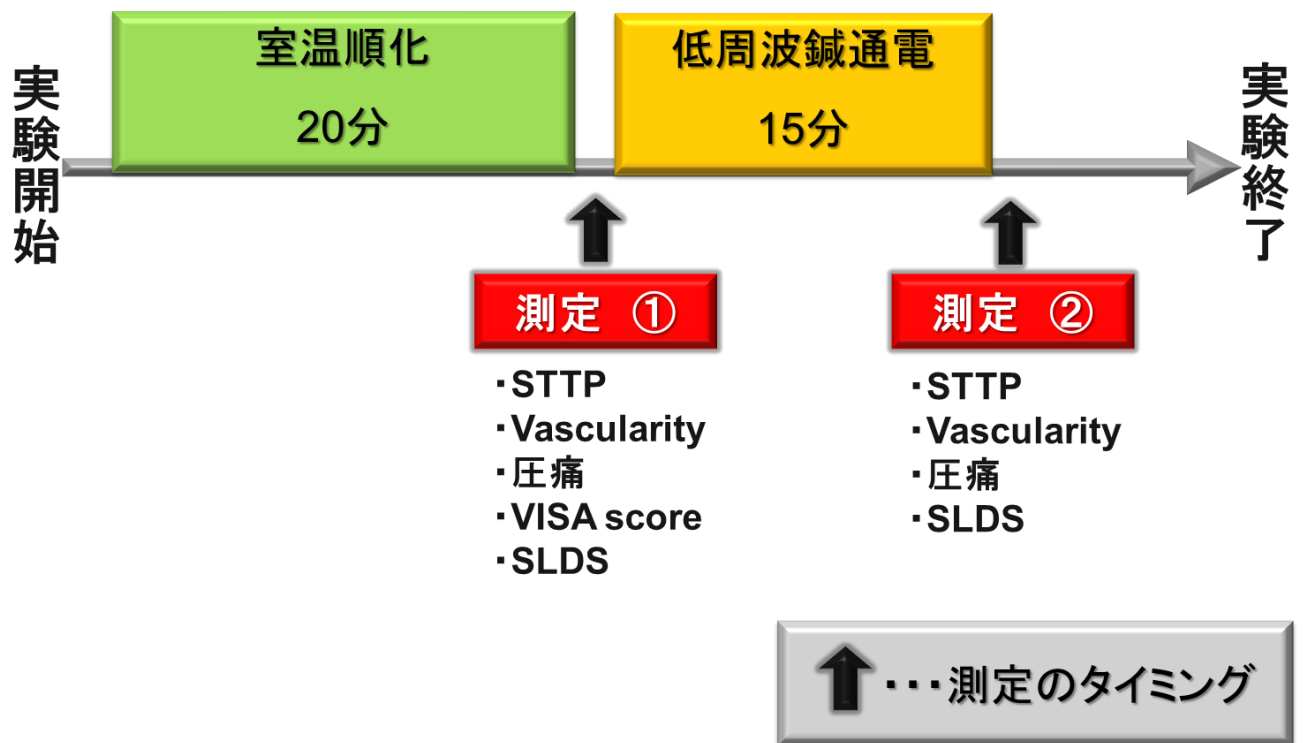 実験開始
室温順化
20分
低周波鍼通電
15分
実験終了
測定 ①
・STTP
・Vascularity
・圧痛
・VISA score
・SLDS
測定 ②
・STTP
・Vascularity
・圧痛
・SLDS
・・・測定のタイミング